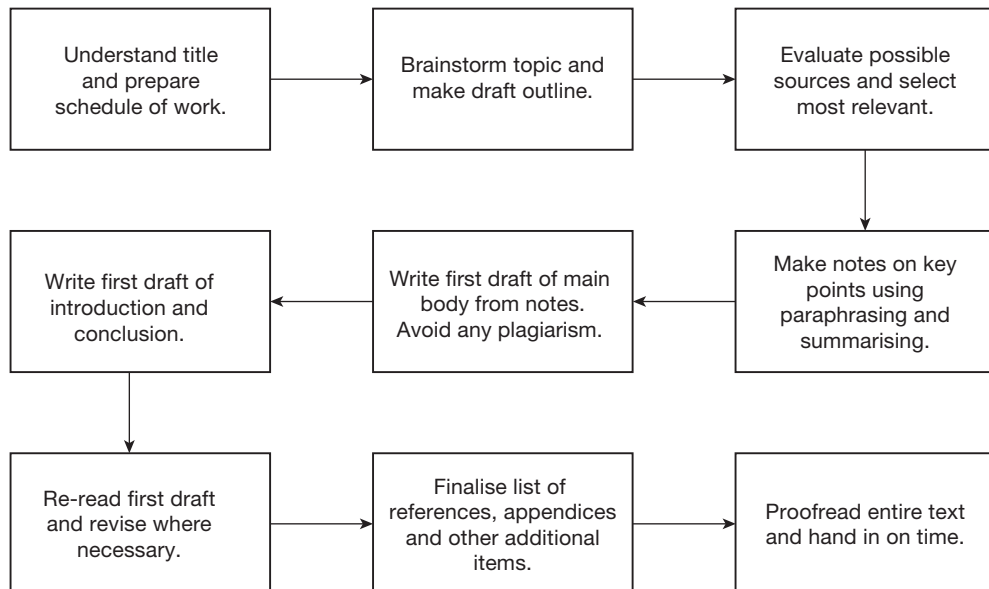 Understand title
and prepare
schedule of work.
Brainstorm topic and
make draft outline.
Evaluate possible
sources and select
most relevant.
Make notes on key
points using
paraphrasing and
summarising.
Write first draft of main
body from notes.
Avoid any plagiarism.
Write first draft of
introduction and
conclusion.
Re-read first draft
and revise where
necessary.
Finalise list of
references, appendices
and other additional
items.
Proofread entire text
and hand in on time.